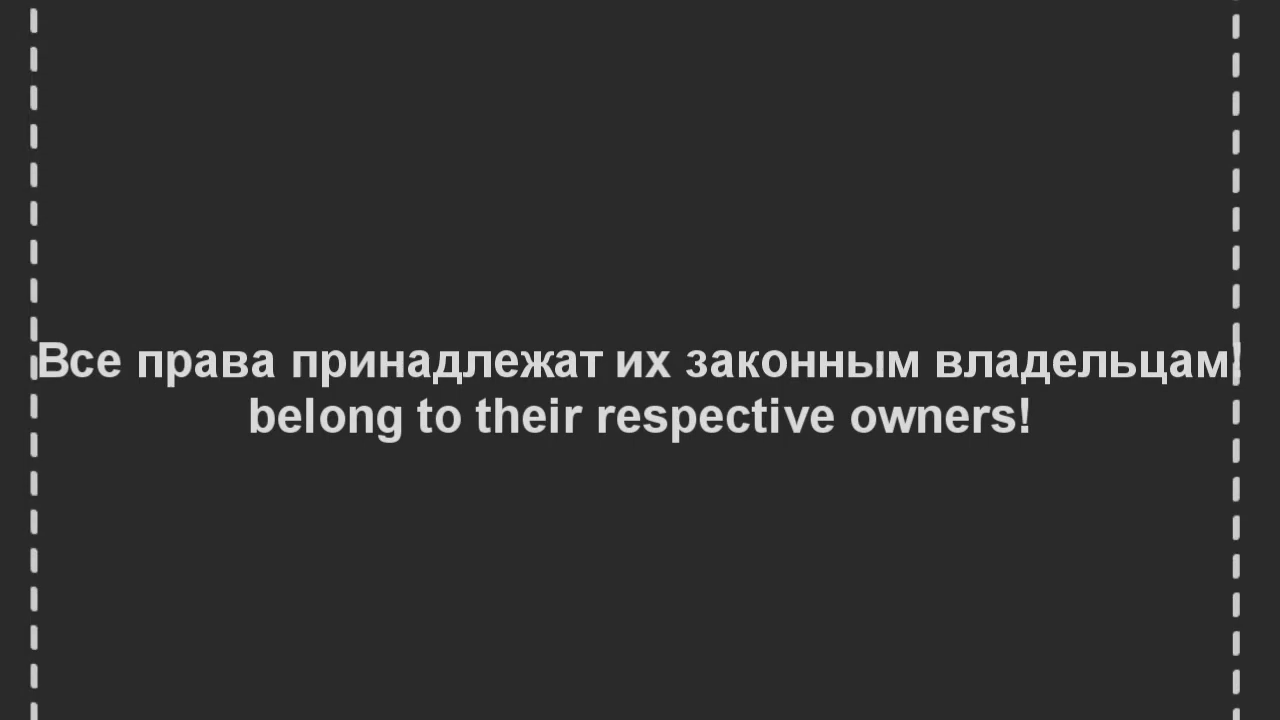 Все права принадлежат их законным владельцам!
belong to their respective owners!